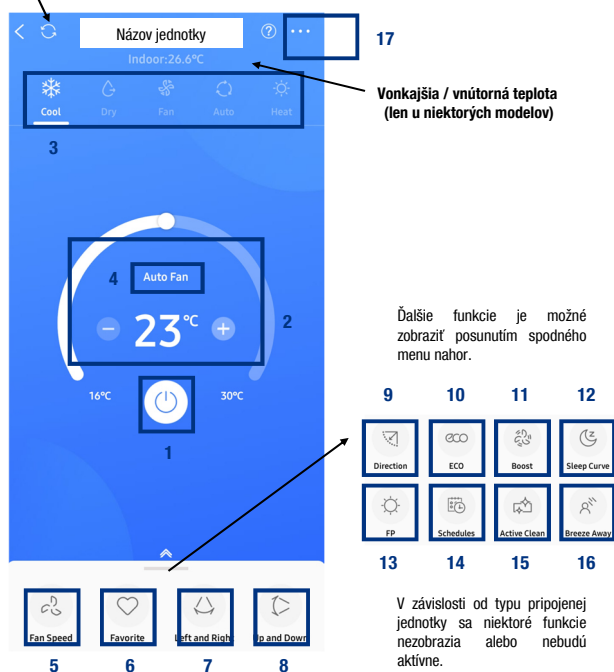 Názov jednotky
17
Indoor:26.6°C
Vonkajšia / vnútorná teplota
(len u niektorých modelov)
Cool Dry Fan Auto Heat
3
4 Auto Fan
23°C 2
16°C 30°C
1
Ďalšie funkcie je možné
zobraziť posunutím spodného
menu nahor.
9 10 11 12
eco
Direction ECO Boost Sleep Curve
FP Schedules Active Clean Breeze Away
13 14 15 16
V závislosti od typu pripojenej
jednotky sa niektoré funkcie
nezobrazia alebo nebudú
aktívne.
Fan Speed Favorite Left and Righ Up and Down
5 6 7 8